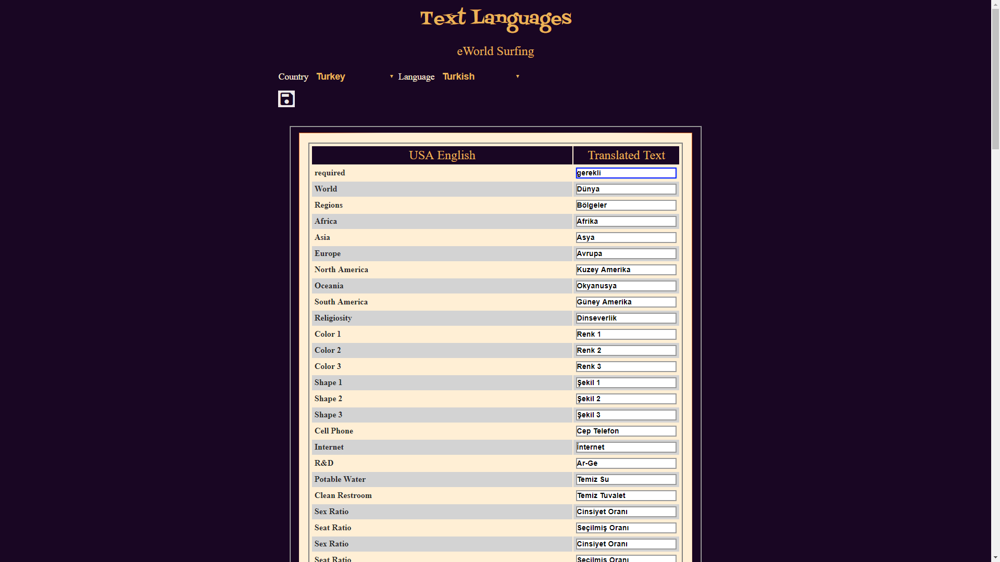 Text Languages
eWorld Surfing
Country Turkey Language Turkish
USA English Translated Text
required gerekli
World Dünya
Regions Bölgeler
Africa Afrika
Asia Asya
Europe Avrupa
North America Kuzey Amerika
Oceania Okyanusya
South America Güney Amerika
Religiosity Dinseverlik
Color 1 Renk 1
Color 2 Renk 2
Color 3 Renk 3
Shape 1 Şekil 1
Shape 2 Şekil 2
Shape 3 Şekil 3
Cell Phone Cep Telefon
Internet İnternet
R&D Ar-Ge
Potable Water Temiz Su
Clean Restroom Temiz Tuvalet
Sex Ratio Cinsiyet Oranı
Seat Ratio Seçilmiş Oranı
Sex Ratio Cinsiyet Oranı
Seat Ratio Seçilmiş Oranı